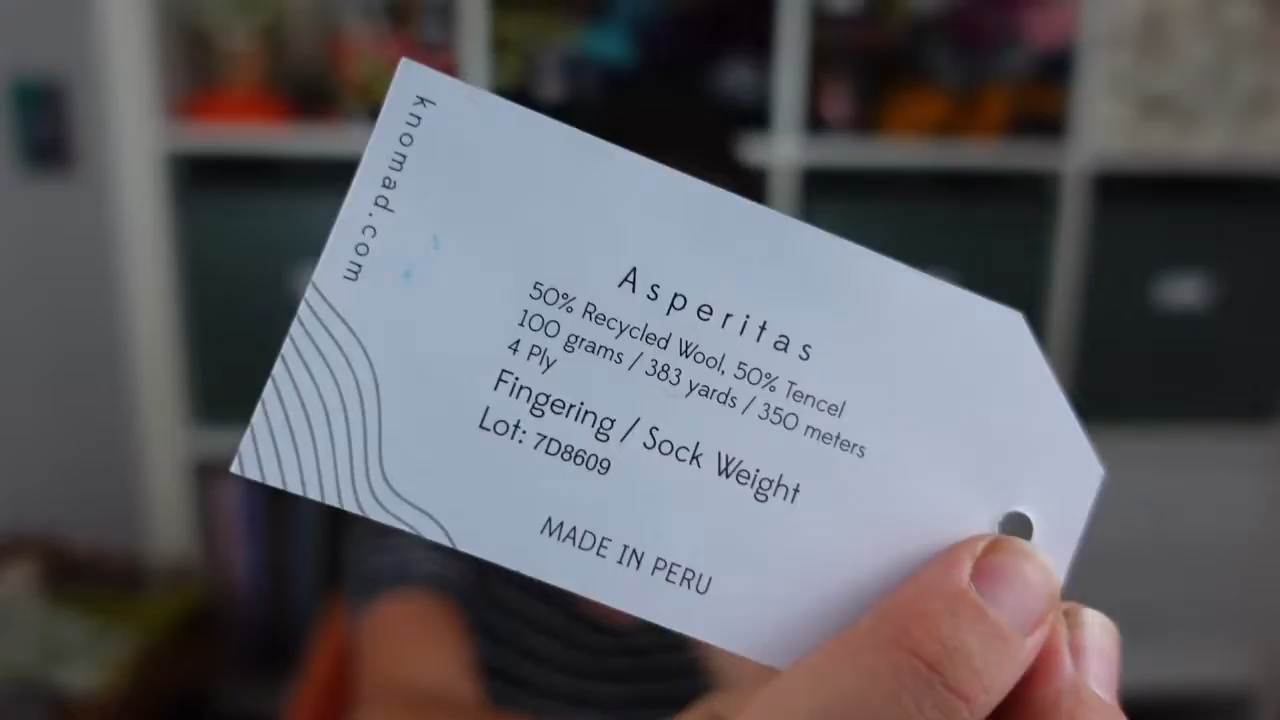 knomad.com
Asperitas
50% Recycled Wool, 50% Tencel
100 grams / 383 yards / 350 meters
4 Ply
Fingering / Sock Weight
Lot: 7D8609
MADE IN PERU